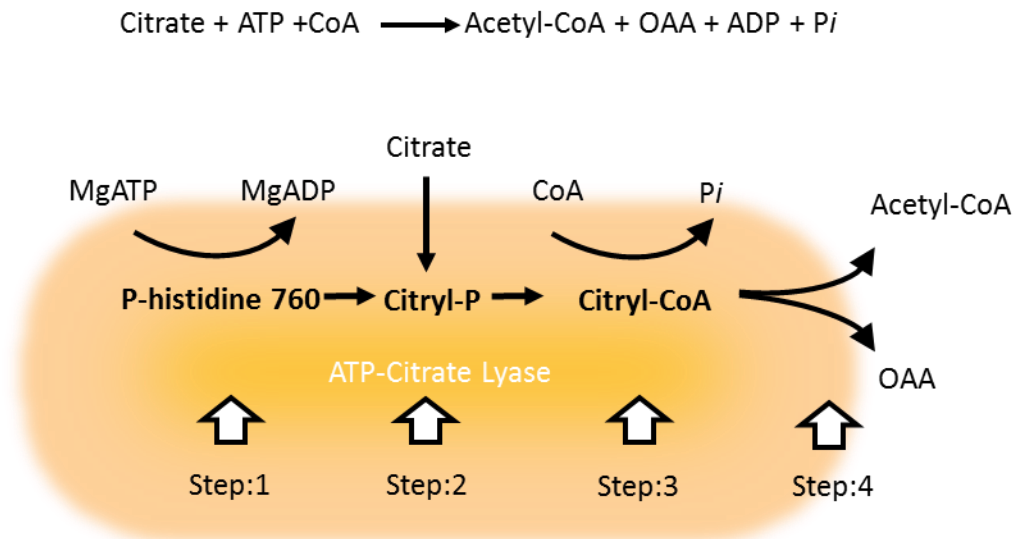 Citrate + ATP +CoA ⟶ Acetyl-CoA + OAA + ADP + Pi
Citrate
MgATP MgADP CoA Pi Acetyl-CoA
P-histidine 760 → Citryl-P → Citryl-CoA
ATP-Citrate Lyase OAA
Step:1 Step:2 Step:3 Step:4